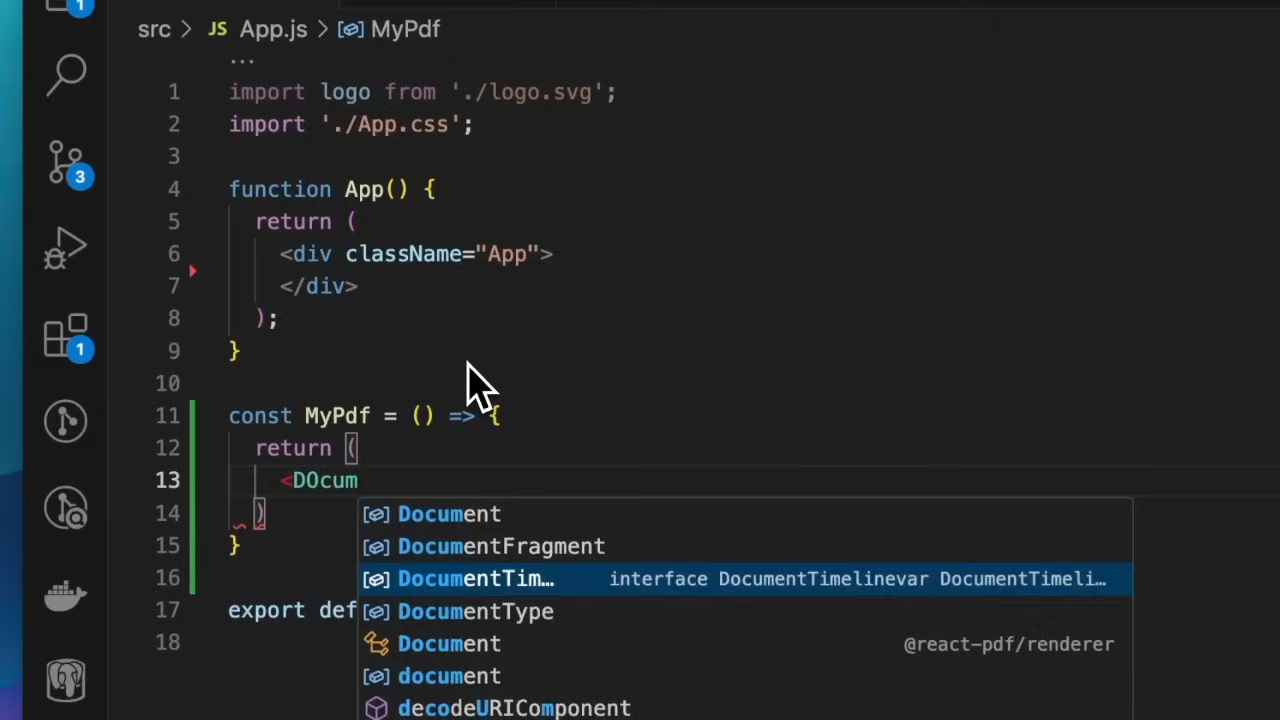 1
src > JS App.js > MyPdf
...
1 import logo from './logo.svg';
2 import './App.css';
3
4 function App() {
5 return (
6 <div className="App">
7 </div>
8 );
9 }
10
11 const MyPdf = () => {
12 return (
13 <DOcum
14 )
15 }
16
17 export def
18
3
1
Document
DocumentFragment
DocumentTim… interface DocumentTimelinevar DocumentTimeli…
DocumentType
Document @react-pdf/renderer
document
decodeURIComponent